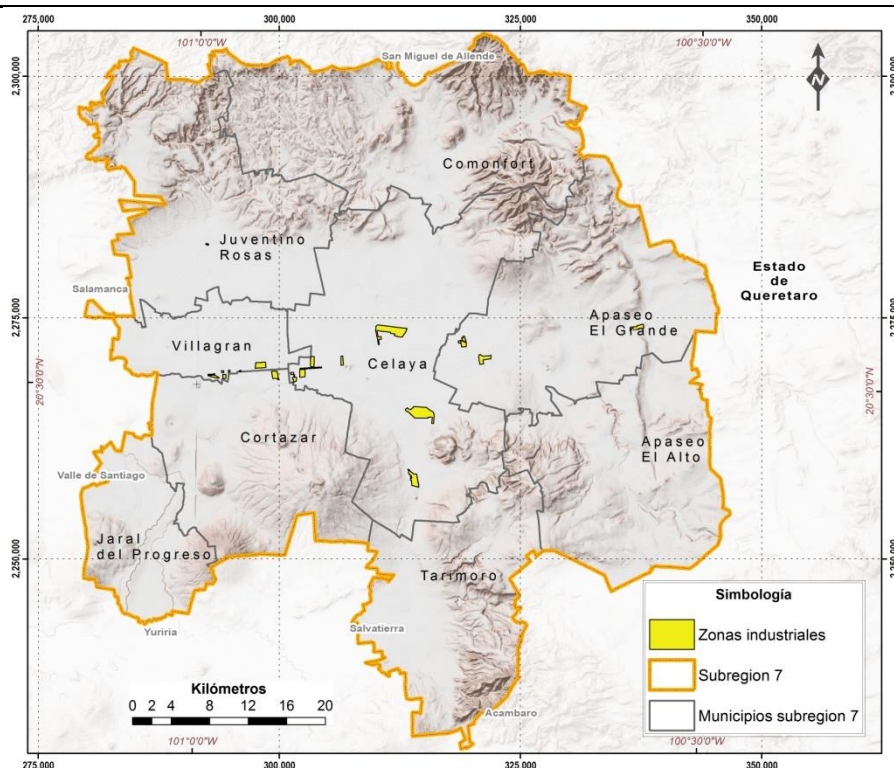 275,000
300,000
325,000
350,000
101°0'0"W
100°30'0"W
San Miguel de Allende
2,300,000
2,300,000
N
Comonfort
Juventino
Rosas
Estado
de
Queretaro
Salamanca
2,275,000
2,275,000
Apaseo
El Grande
Villagran
Celaya
20°30'0"N
20°30'0"N
Cortazar
Apaseo
El Alto
Valle de Santiago
Jaral
del Progreso
2,250,000
2,250,000
Tarimoro
Simbología
Zonas industriales
Subregion 7
Municipios subregion 7
Yuriria
Salvatierra
Kilómetros
0 2 4 8 12 16 20
Acambaro
101°0'0"W
100°30'0"W
275,000
300,000
325,000
350,000